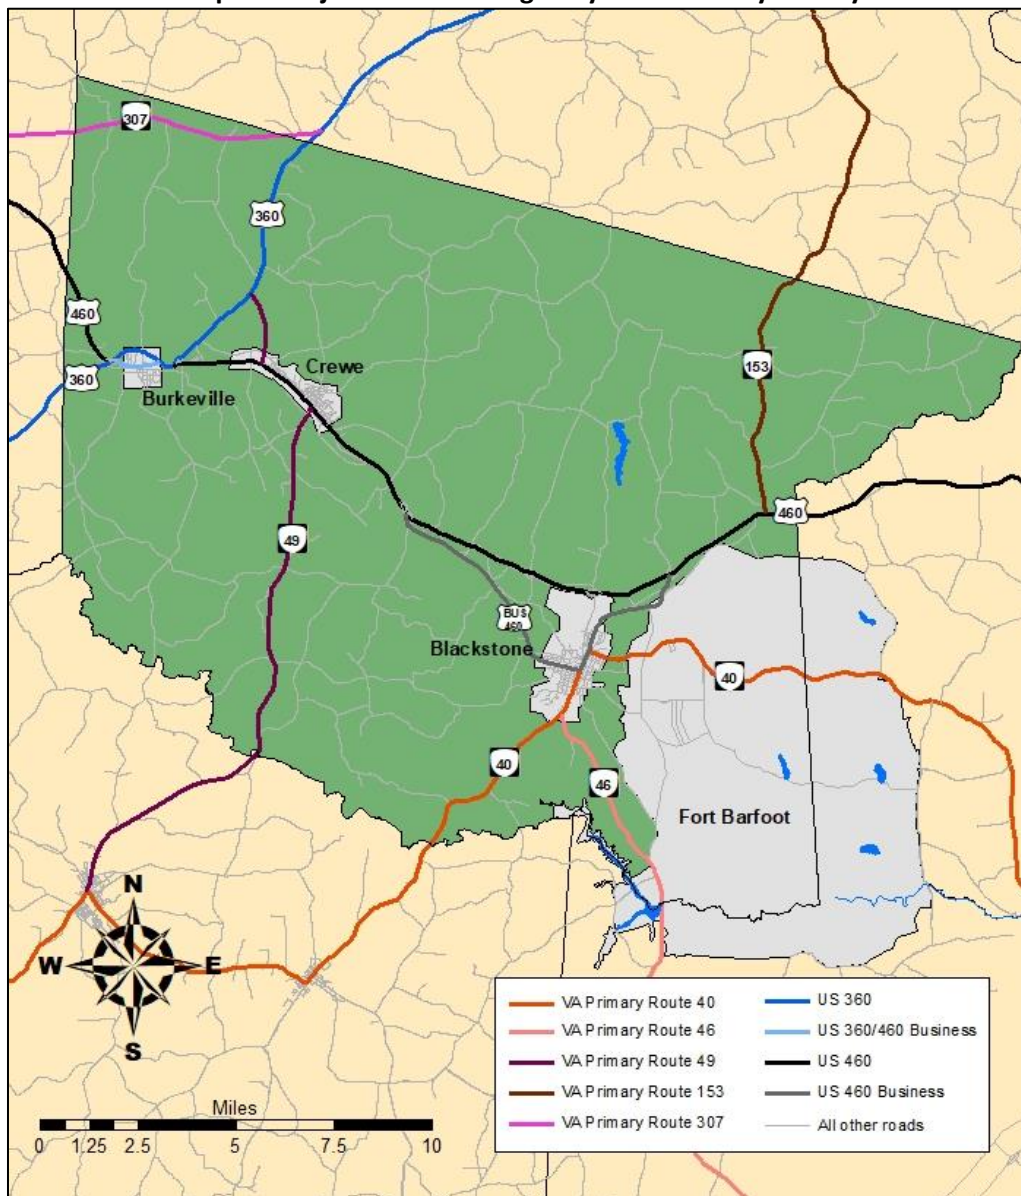 307
360
460
360
Crewe
Burkeville
153
460
49
BUS
460
Blackstone
40
40
46
Fort Barfoot
N
W
E
S
Miles
0 1.25 2.5 5 7.5 10
VA Primary Route 40
VA Primary Route 46
VA Primary Route 49
VA Primary Route 153
VA Primary Route 307
US 360
US 360/460 Business
US 460
US 460 Business
All other roads